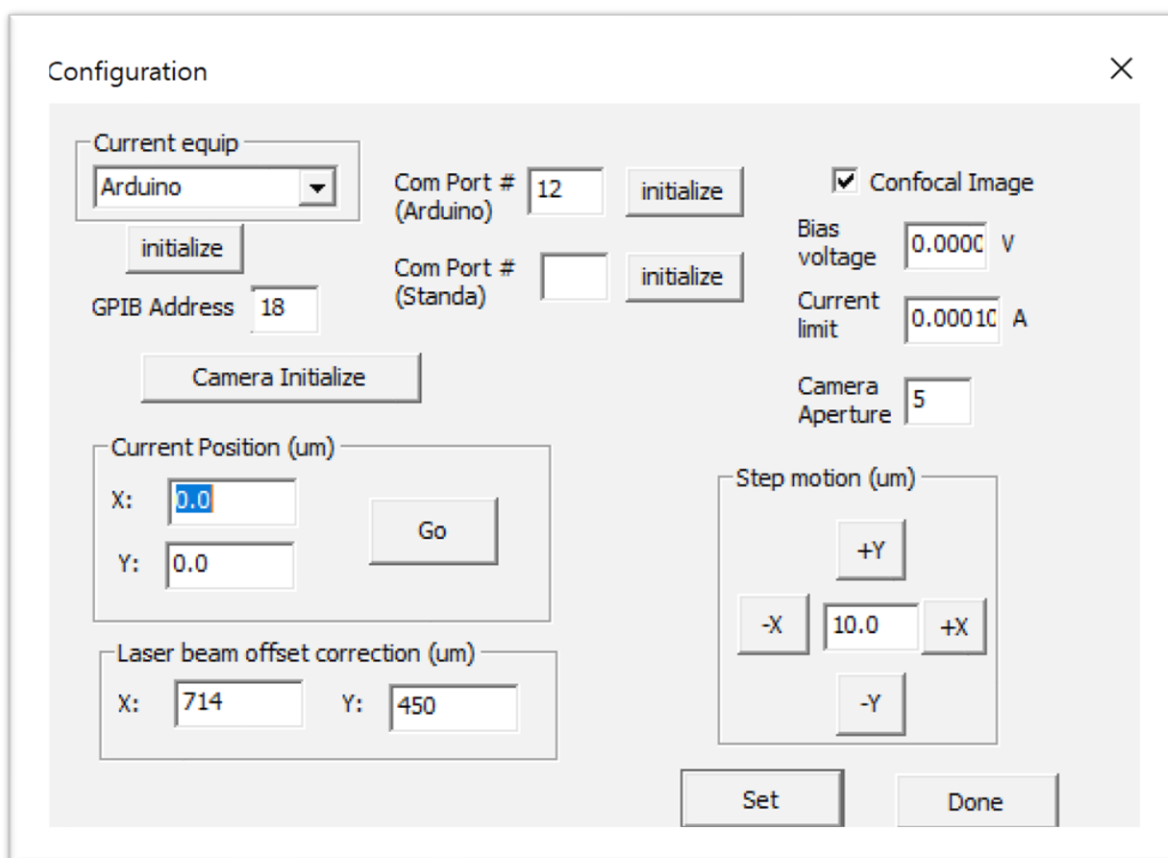 Configuration
Current equip
Arduino
initialize
GPIB Address 18
Com Port #
(Arduino)
12
initialize
Com Port #
(Standa)
initialize
Confocal Image
Bias
voltage
0.000
V
Current
limit
0.00010
A
Camera
Aperture
5
Camera Initialize
Current Position (um)
X: 0.0
Y: 0.0
Go
Laser beam offset correction (um)
X: 714 Y: 450
Step motion (um)
+Y
-X 10.0 +X
-Y
Set Done